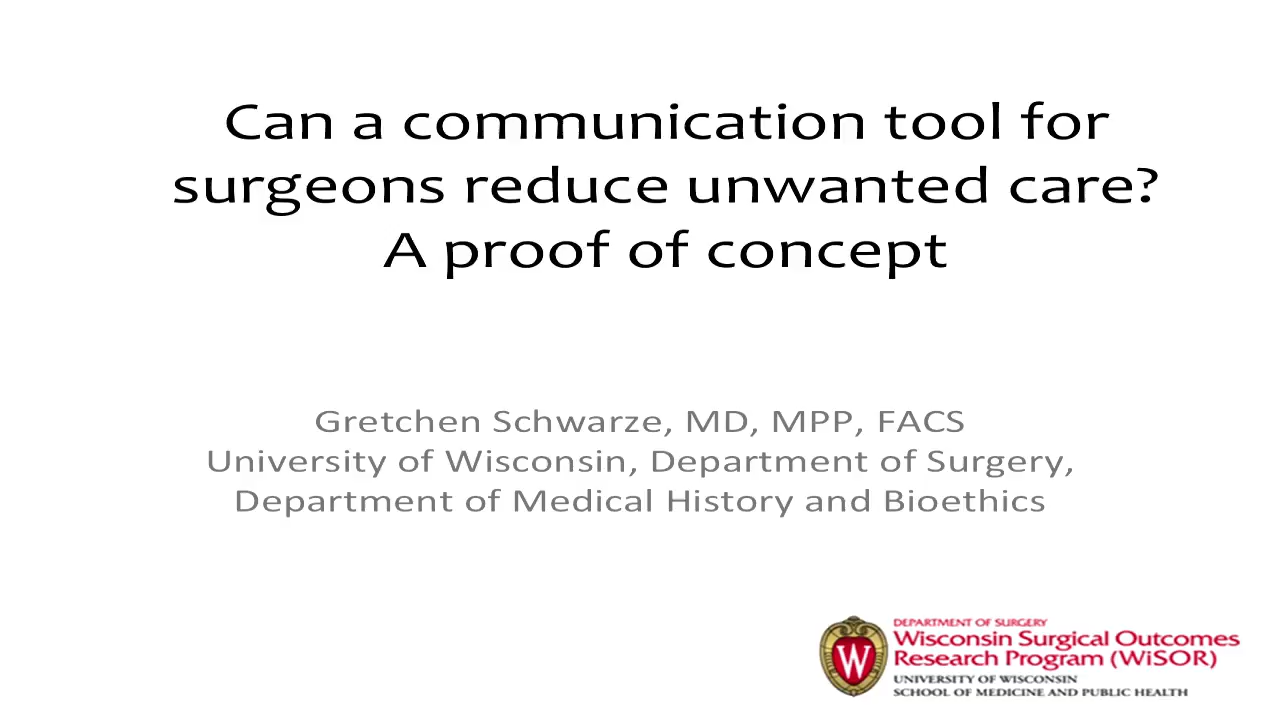 Can a communication tool for
surgeons reduce unwanted care?
A proof of concept
Gretchen Schwarze, MD, MPP, FACS
University of Wisconsin, Department of Surgery,
Department of Medical History and Bioethics
W
DEPARTMENT OF SURGERY
Wisconsin Surgical Outcomes
Research Program (WiSOR)
UNIVERSITY OF WISCONSIN
SCHOOL OF MEDICINE AND PUBLIC HEALTH